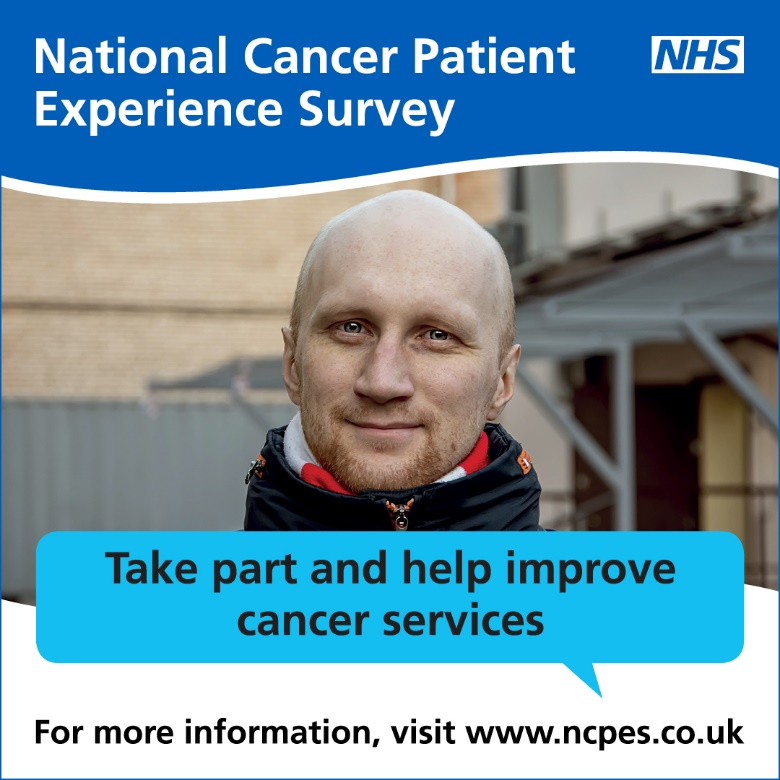 National Cancer Patient
Experience Survey
NHS
Take part and help improve
cancer services
For more information, visit www.ncpes.co.uk